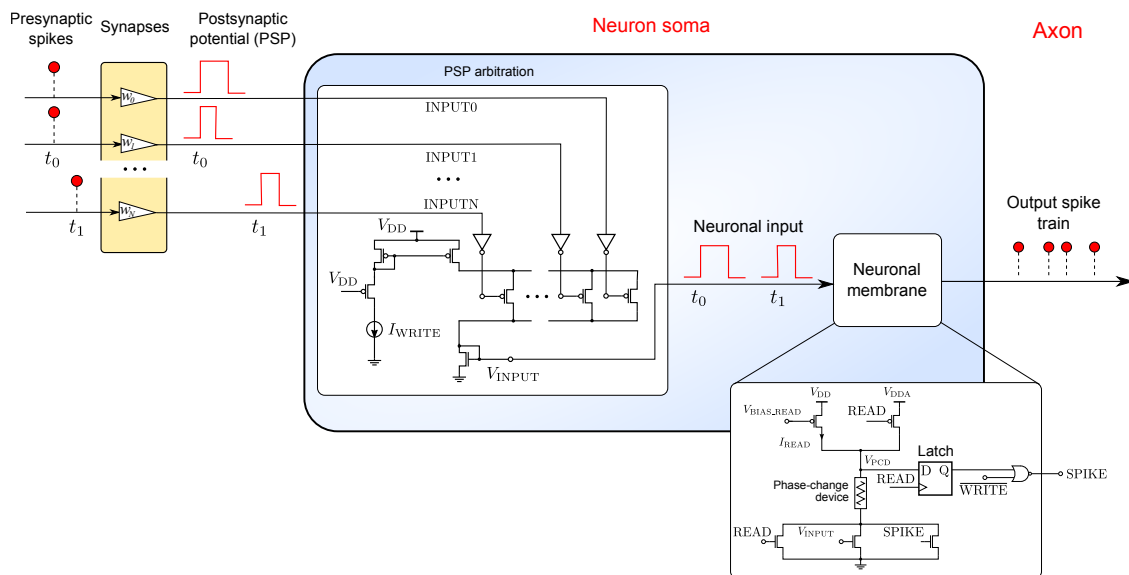 Neuron soma
Axon
Presynaptic
spikes
Synapses
Postsynaptic
potential (PSP)
PSP arbitration
w0
INPUT0
w1
t0
t0
INPUT1
...
...
wN
INPUTN
t1
t1
VDD
VDD
IWRITE
VINPUT
Neuronal input
t0
t1
Neuronal
membrane
Output spike
train
VDD
VDDA
VBIAS_READ
READ
IREAD
VPCD
Latch
D Q
READ
WRITE
SPIKE
Phase-change
device
READ
VINPUT
SPIKE